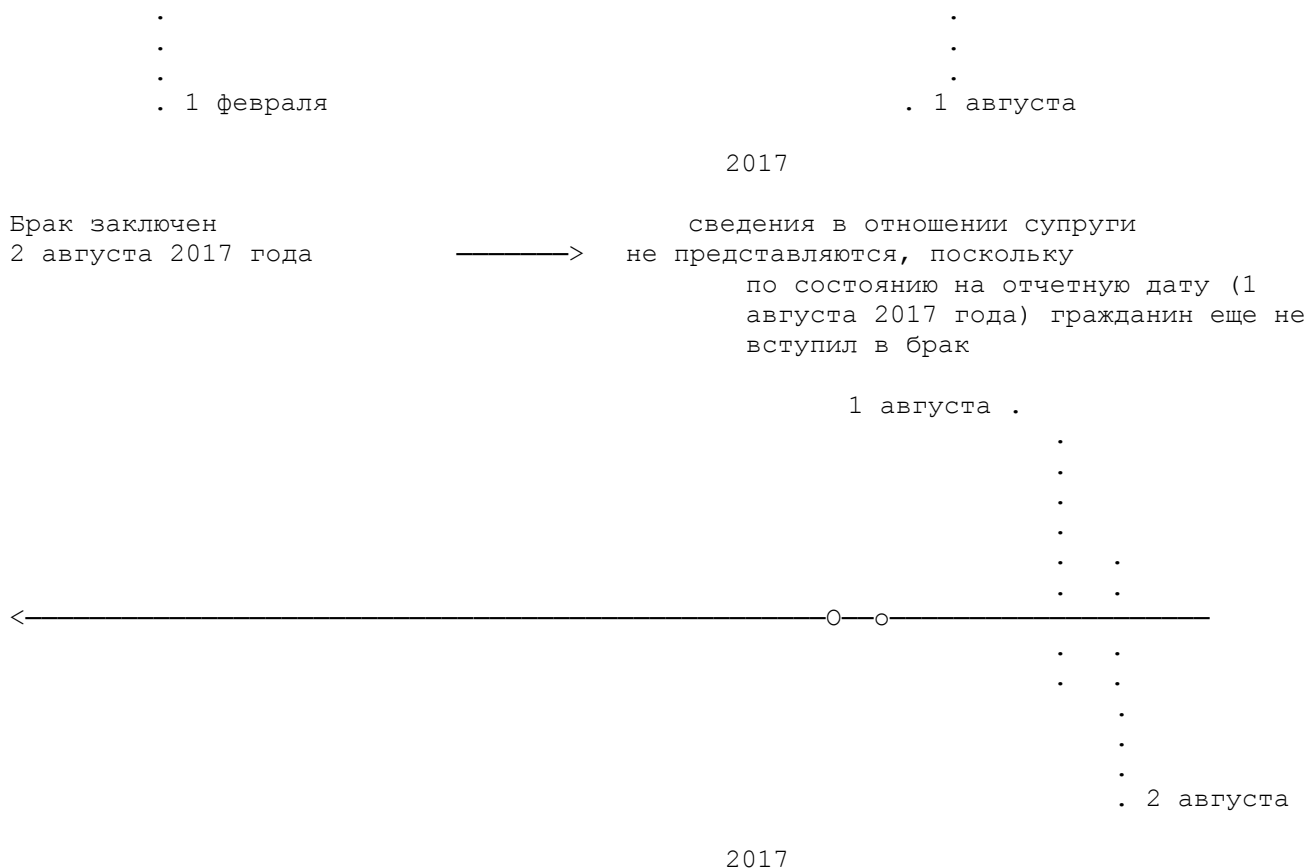 . 1 февраля . 1 августа
2017
Брак заключен сведения в отношении супруги
2 августа 2017 года ───────> не представляются, поскольку
по состоянию на отчетную дату (1
августа 2017 года) гражданин еще не
вступил в брак
1 августа .
. 2 августа
2017